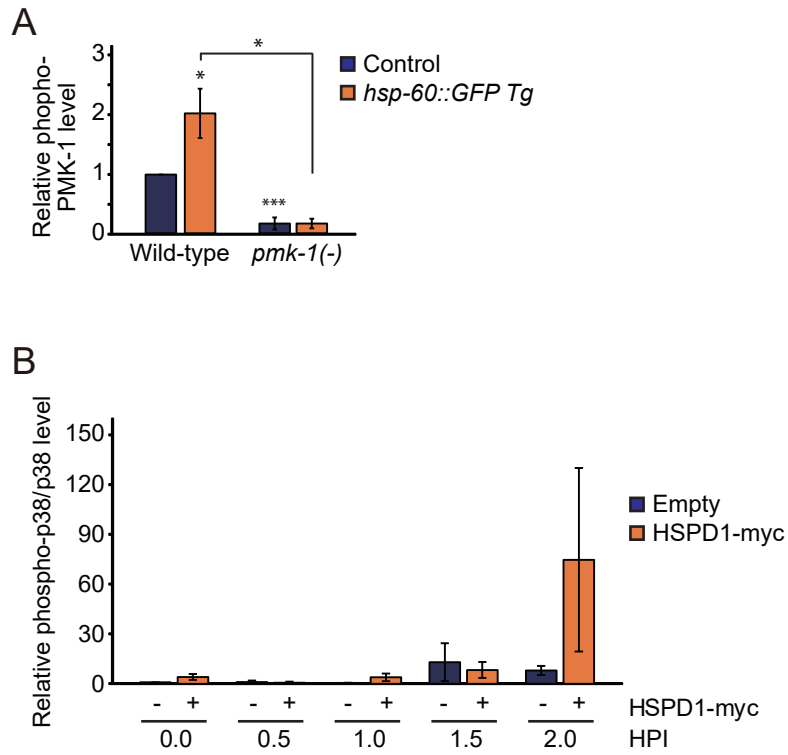 A
Relative phopho-
PMK-1 level
3
2
1
0
*
*
***
Control
hsp-60::GFP Tg
Wild-type pmk-1(-)
B
Relative phospho-p38/p38 level
150
120
90
60
30
0
Empty
HSPD1-myc
- + - + - + - + - + HSPD1-myc
0.0 0.5 1.0 1.5 2.0 HPI